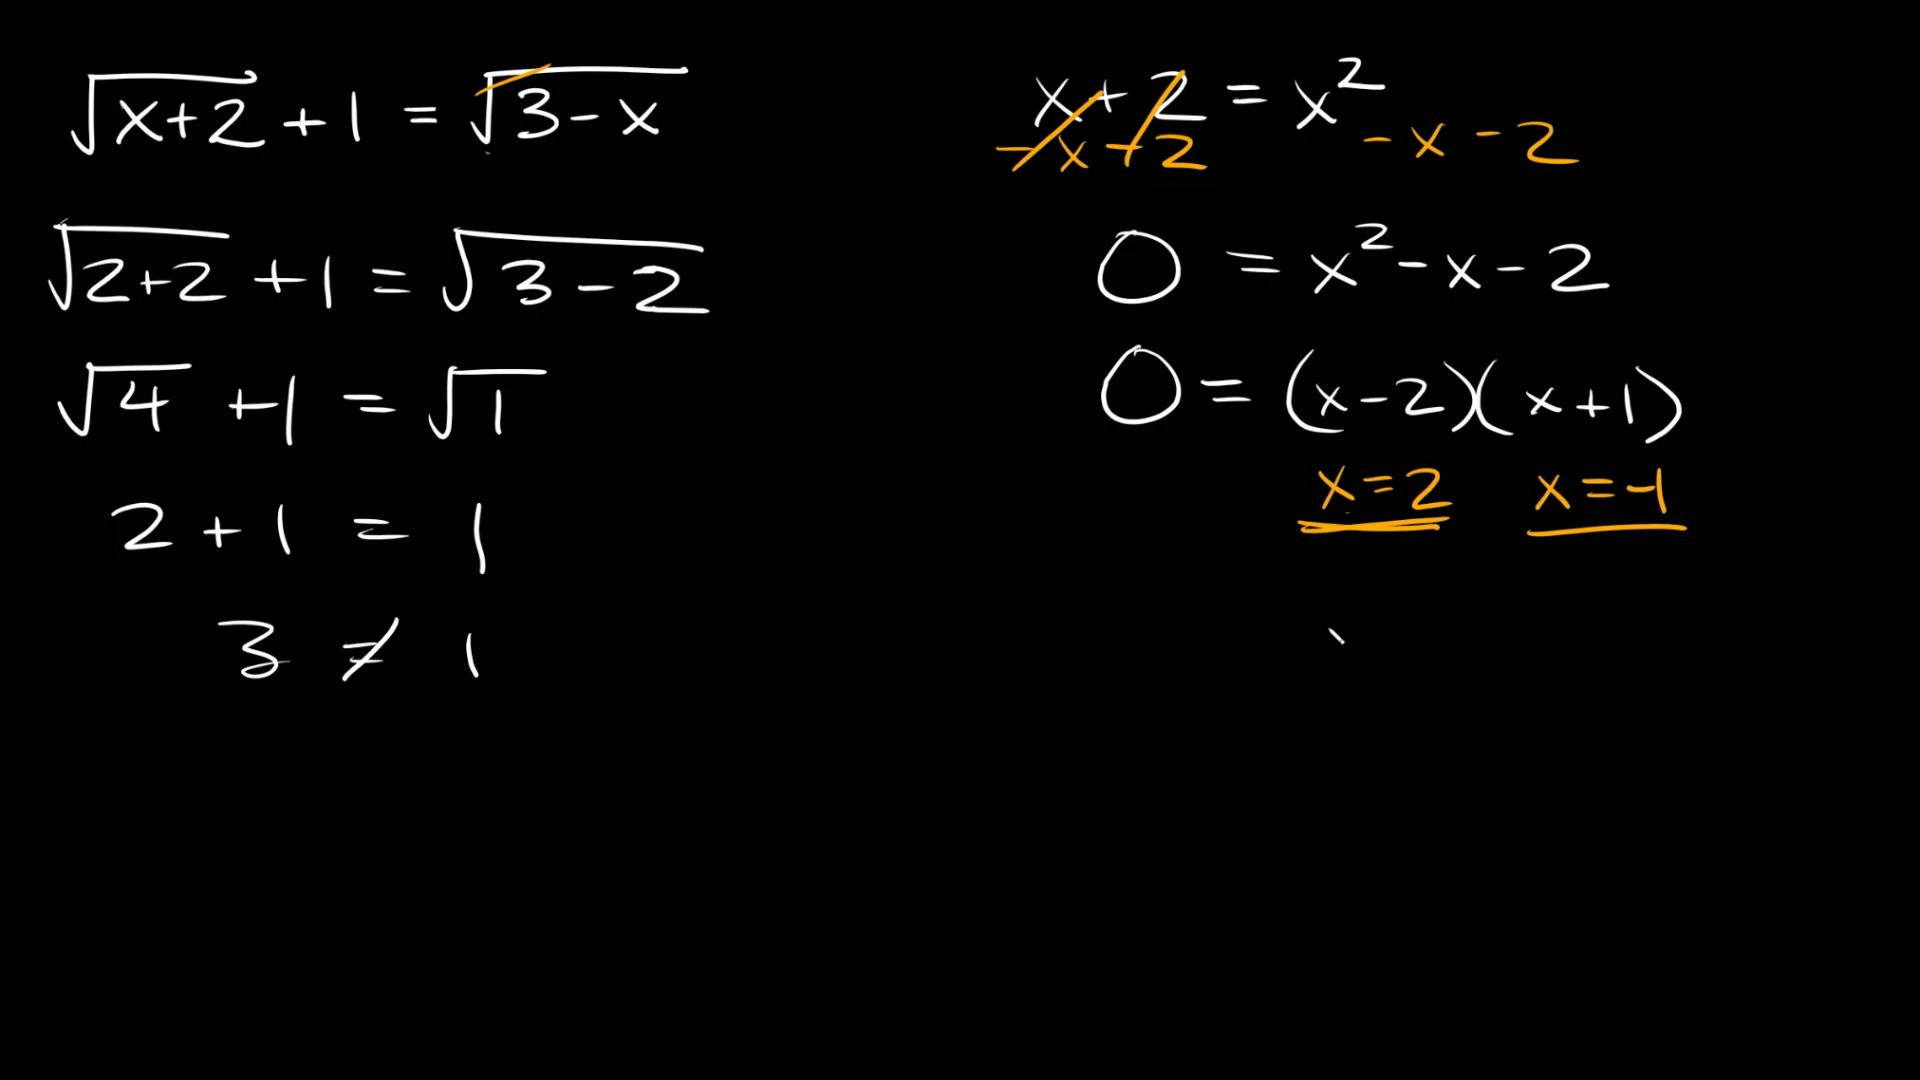 √x+2 + 1 = √3 - x
√2+2 + 1 = √3 - 2
√4 + 1 = √1
2 + 1 = 1
3 ≠ 1
x + 2 = x²
-x - 2 - x - 2
0 = x² - x - 2
0 = (x-2)(x+1)
x = 2 x = -1